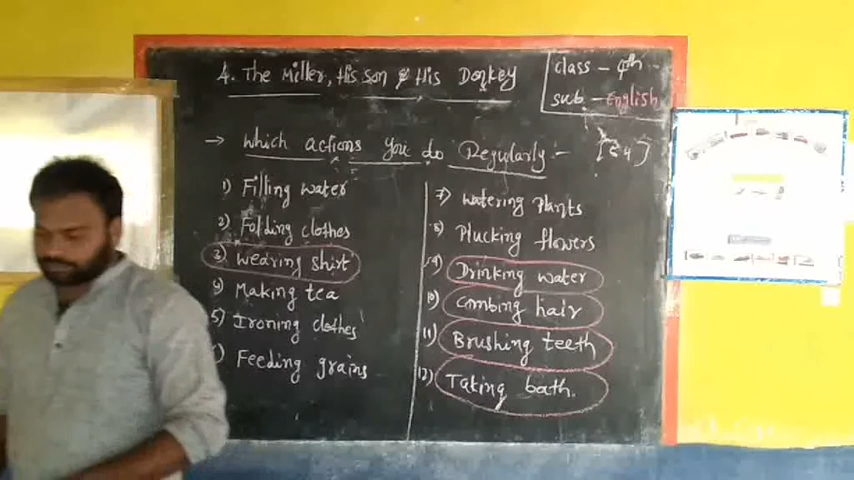 4. The Miller, His son & His Donkey
class - 4th
sub - English
→ which actions you do Regularly :-
1) Filling water
2) Folding clothes
3) wearing shirt
4) Making tea
5) Ironing clothes
) Feeding grains
7) watering Plants
8) Plucking flowers
9) Drinking water
10) Combing hair
11) Brushing teeth
12) Taking bath.